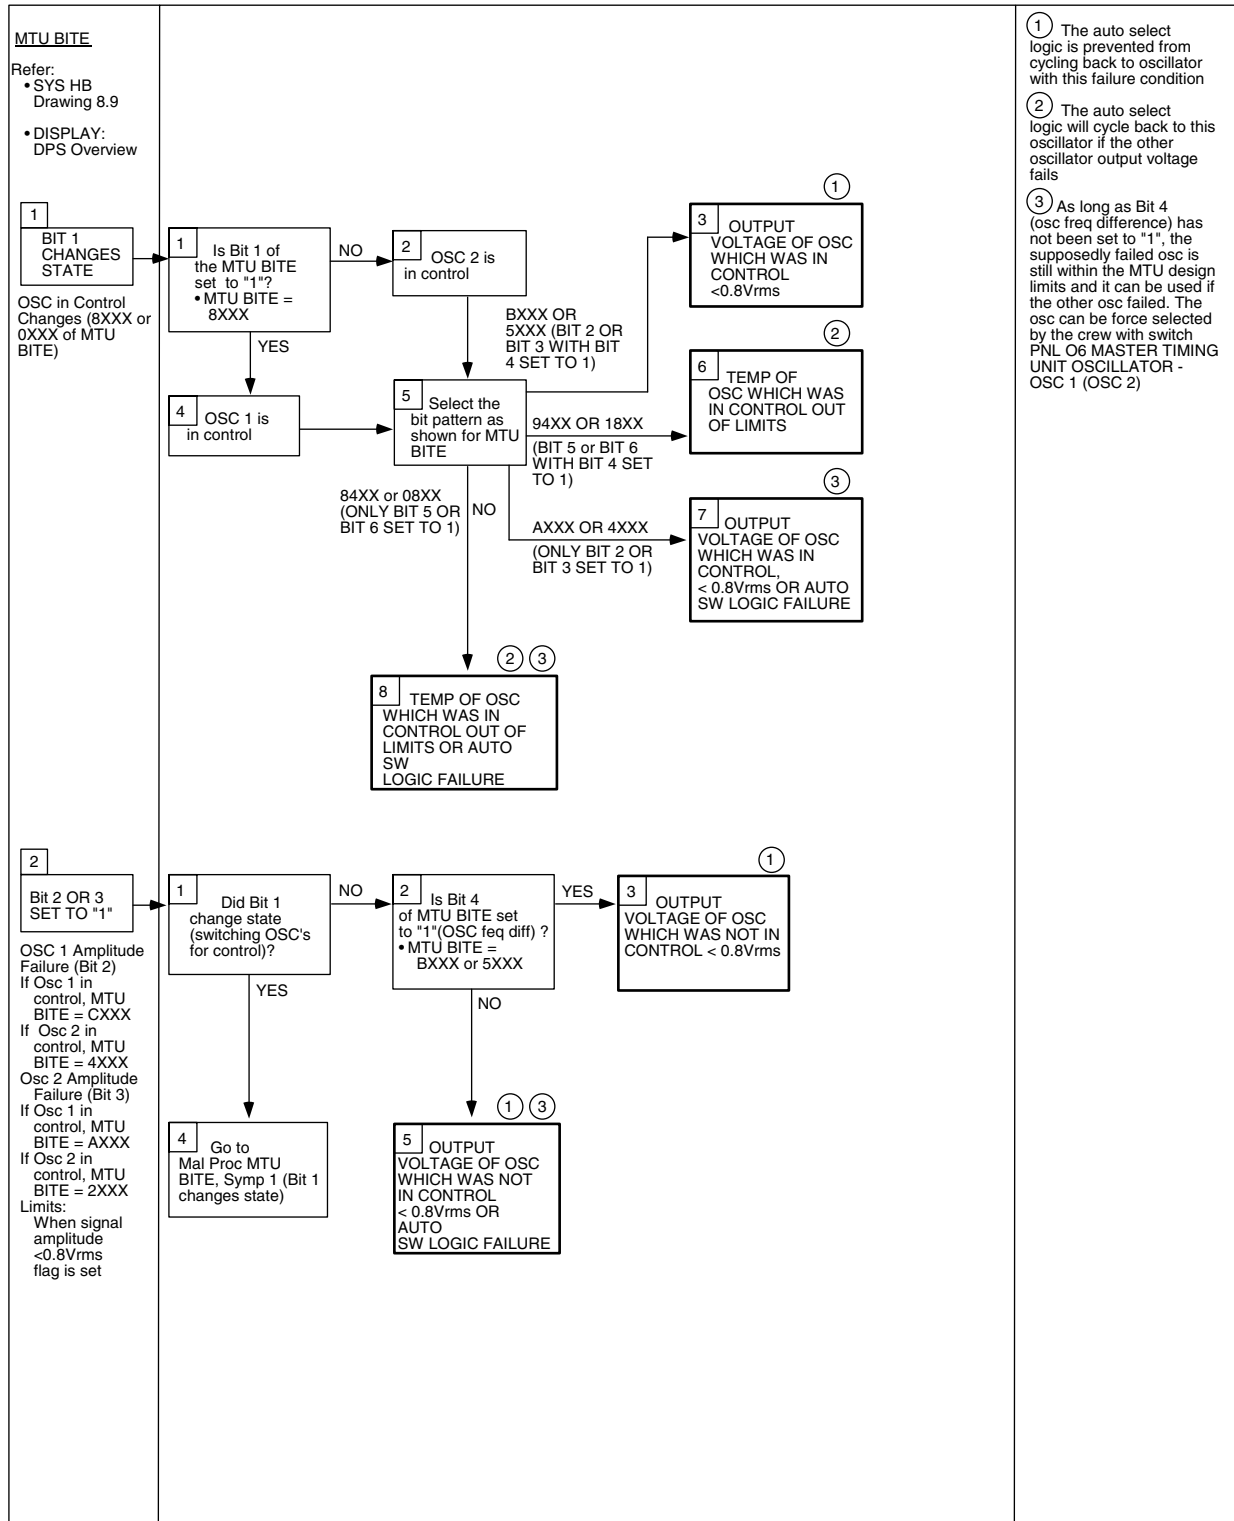 MTU BITE
Refer:
• SYS HB
Drawing 8.9
• DISPLAY:
DPS Overview
1
BIT 1
CHANGES
STATE
OSC in Control
Changes (8XXX or
0XXX of MTU
BITE)
1
Is Bit 1 of
the MTU BITE
set to "1"?
• MTU BITE =
8XXX
NO
YES
2
OSC 2 is
in control
4
OSC 1 is
in control
BXXX OR
5XXX (BIT 2 OR
BIT 3 WITH BIT
4 SET TO 1)
5
Select the
bit pattern as
shown for MTU
BITE
94XX OR 18XX
(BIT 5 or BIT 6
WITH BIT 4 SET
TO 1)
84XX or 08XX
(ONLY BIT 5 OR
BIT 6 SET TO 1)
NO
AXXX OR 4XXX
(ONLY BIT 2 OR
BIT 3 SET TO 1)
1
3
OUTPUT
VOLTAGE OF OSC
WHICH WAS IN
CONTROL
<0.8Vrms
2
6
TEMP OF
OSC WHICH WAS
IN CONTROL OUT
OF LIMITS
3
7
OUTPUT
VOLTAGE OF OSC
WHICH WAS IN
CONTROL,
< 0.8Vrms OR AUTO
SW LOGIC FAILURE
2 3
8
TEMP OF OSC
WHICH WAS IN
CONTROL OUT OF
LIMITS OR AUTO
SW
LOGIC FAILURE
2
Bit 2 OR 3
SET TO "1"
OSC 1 Amplitude
Failure (Bit 2)
If Osc 1 in
control, MTU
BITE = CXXX
If Osc 2 in
control, MTU
BITE = 4XXX
Osc 2 Amplitude
Failure (Bit 3)
If Osc 1 in
control, MTU
BITE = AXXX
If Osc 2 in
control, MTU
BITE = 2XXX
Limits:
When signal
amplitude
<0.8Vrms
flag is set
1
Did Bit 1
change state
(switching OSC's
for control)?
NO
YES
2
Is Bit 4
of MTU BITE set
to "1"(OSC feq diff) ?
• MTU BITE =
BXXX or 5XXX
YES
NO
1
3
OUTPUT
VOLTAGE OF OSC
WHICH WAS NOT IN
CONTROL < 0.8Vrms
4
Go to
Mal Proc MTU
BITE, Symp 1 (Bit 1
changes state)
1 3
5
OUTPUT
VOLTAGE OF OSC
WHICH WAS NOT
IN CONTROL
< 0.8Vrms OR
AUTO
SW LOGIC FAILURE
1 The auto select
logic is prevented from
cycling back to oscillator
with this failure condition
2 The auto select
logic will cycle back to this
oscillator if the other
oscillator output voltage
fails
3 As long as Bit 4
(osc freq difference) has
not been set to "1", the
supposedly failed osc is
still within the MTU design
limits and it can be used if
the other osc failed. The
osc can be force selected
by the crew with switch
PNL O6 MASTER TIMING
UNIT OSCILLATOR -
OSC 1 (OSC 2)